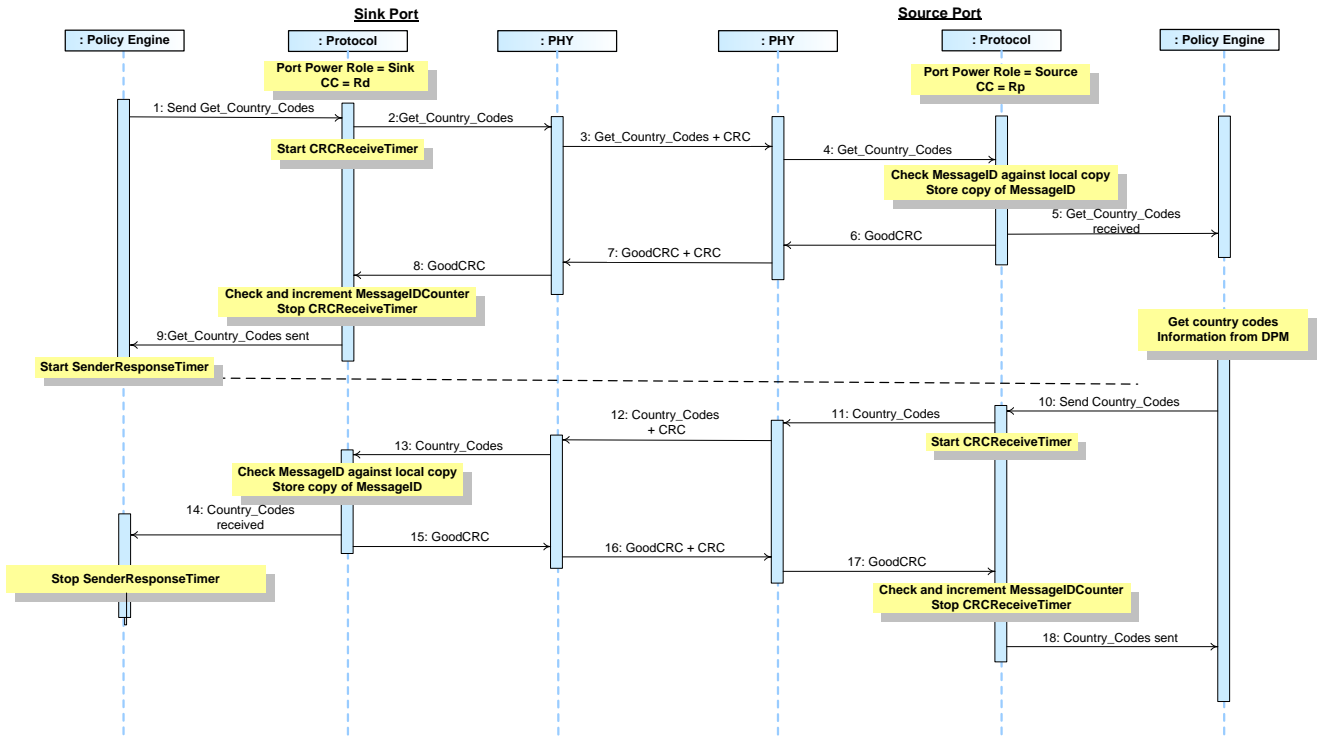 Sink Port
Source Port
: Policy Engine
: Protocol
: PHY
: PHY
: Protocol
: Policy Engine
Port Power Role = Sink
CC = Rd
Port Power Role = Source
CC = Rp
1: Send Get_Country_Codes
2:Get_Country_Codes
Start CRCReceiveTimer
3: Get_Country_Codes + CRC
4: Get_Country_Codes
Check MessageID against local copy
Store copy of MessageID
5: Get_Country_Codes
received
6: GoodCRC
7: GoodCRC + CRC
8: GoodCRC
Check and increment MessageIDCounter
Stop CRCReceiveTimer
9:Get_Country_Codes sent
Start SenderResponseTimer
Get country codes
Information from DPM
10: Send Country_Codes
11: Country_Codes
Start CRCReceiveTimer
12: Country_Codes
+ CRC
13: Country_Codes
Check MessageID against local copy
Store copy of MessageID
14: Country_Codes
received
15: GoodCRC
16: GoodCRC + CRC
17: GoodCRC
Stop SenderResponseTimer
Check and increment MessageIDCounter
Stop CRCReceiveTimer
18: Country_Codes sent